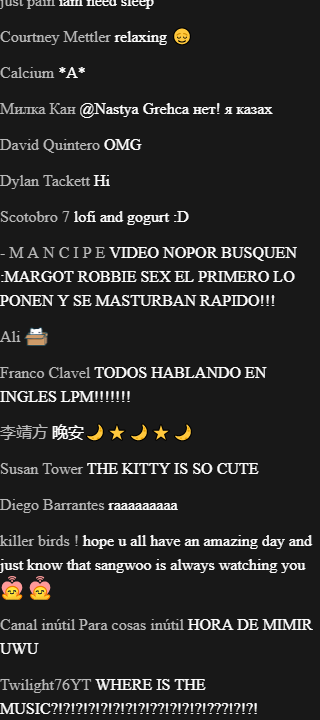 just pain iam need sleep
Courtney Mettler relaxing 😌
Calcium *A*
Милка Кан @Nastya Grehca нет! я казах
David Quintero OMG
Dylan Tackett Hi
Scotobro 7 lofi and gogurt :D
- M A N C I P E VIDEO NOPOR BUSQUEN
:MARGOT ROBBIE SEX EL PRIMERO LO
PONEN Y SE MASTURBAN RAPIDO!!!
Ali
Franco Clavel TODOS HABLANDO EN
INGLES LPM!!!!!!!
李靖方 晚安🌙⭐🌙⭐🌙
Susan Tower THE KITTY IS SO CUTE
Diego Barrantes raaaaaaaaa
killer birds ! hope u all have an amazing day and
just know that sangwoo is always watching you
Canal inútil Para cosas inútil HORA DE MIMIR
UWU
Twilight76YT WHERE IS THE
MUSIC?!?!?!?!?!?!?!?!??!?!?!?!???!?!?!